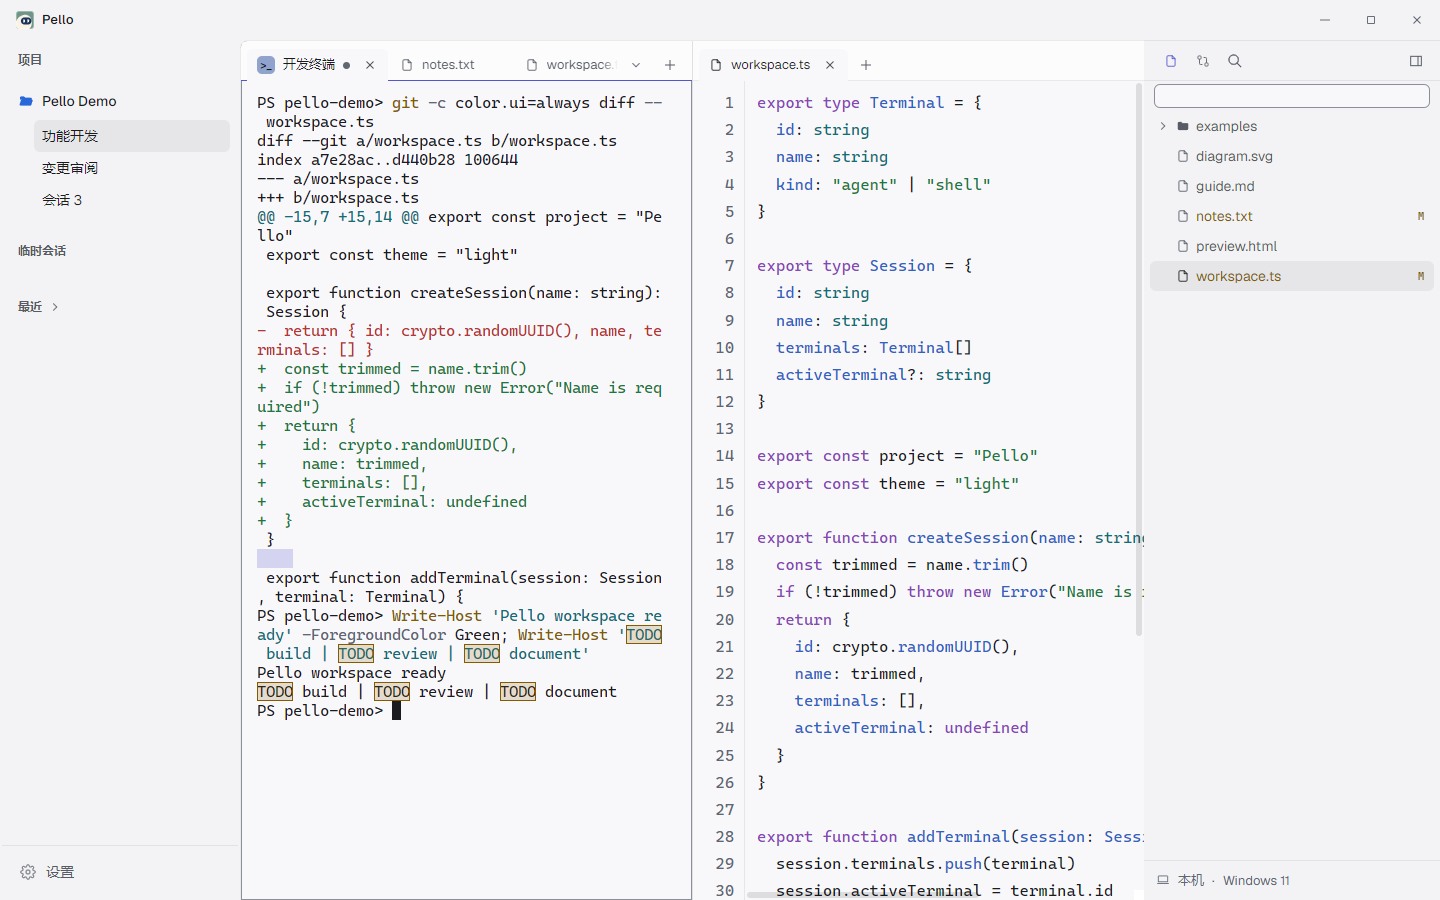 Pello
项目
Pello Demo
功能开发
变更审阅
会话 3
临时会话
最近
设置
开发终端
notes.txt
workspace.
PS pello-demo> git -c color.ui=always diff --
 workspace.ts
diff --git a/workspace.ts b/workspace.ts
index a7e28ac..d440b28 100644
--- a/workspace.ts
+++ b/workspace.ts
@@ -15,7 +15,14 @@ export const project = "Pe
llo"
 export const theme = "light"
 export function createSession(name: string):
 Session {
-  return { id: crypto.randomUUID(), name, te
rminals: [] }
+  const trimmed = name.trim()
+  if (!trimmed) throw new Error("Name is req
uired")
+  return {
+    id: crypto.randomUUID(),
+    name: trimmed,
+    terminals: [],
+    activeTerminal: undefined
+  }
 }
 export function addTerminal(session: Session
, terminal: Terminal) {
PS pello-demo> Write-Host 'Pello workspace re
ady' -ForegroundColor Green; Write-Host 'TODO
 build | TODO review | TODO document'
Pello workspace ready
TODO build | TODO review | TODO document
PS pello-demo>
workspace.ts
1 export type Terminal = {
2   id: string
3   name: string
4   kind: "agent" | "shell"
5 }
6
7 export type Session = {
8   id: string
9   name: string
10   terminals: Terminal[]
11   activeTerminal?: string
12 }
13
14 export const project = "Pello"
15 export const theme = "light"
16
17 export function createSession(name: string
18   const trimmed = name.trim()
19   if (!trimmed) throw new Error("Name is
20   return {
21     id: crypto.randomUUID(),
22     name: trimmed,
23     terminals: [],
24     activeTerminal: undefined
25   }
26 }
27
28 export function addTerminal(session: Sess
29   session.terminals.push(terminal)
30   session.activeTerminal = terminal.id
examples
diagram.svg
guide.md
notes.txt M
preview.html
workspace.ts M
本机 · Windows 11